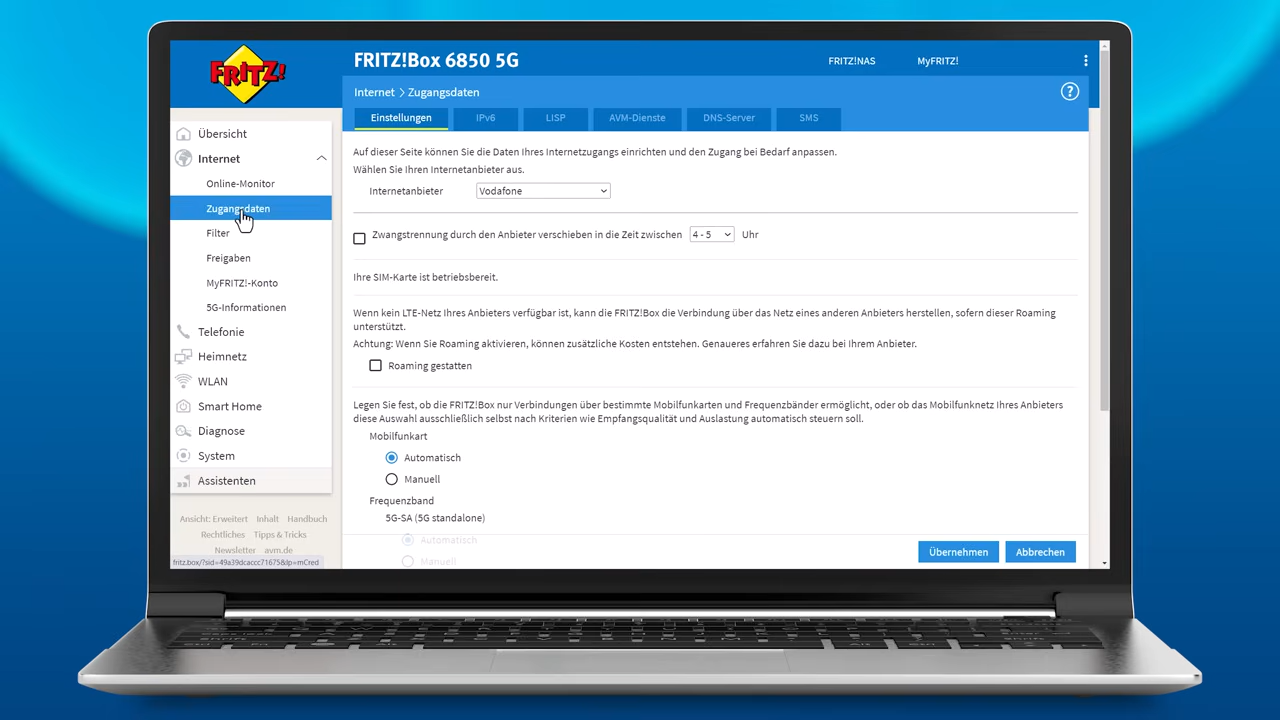 FRITZ!
FRITZ!Box 6850 5G
FRITZ!NAS
MyFRITZ!
Internet > Zugangsdaten
Einstellungen
IPv6
LISP
AVM-Dienste
DNS-Server
SMS
Übersicht
Internet
Online-Monitor
Zugangsdaten
Filter
Freigaben
MyFRITZ!-Konto
5G-Informationen
Telefonie
Heimnetz
WLAN
Smart Home
Diagnose
System
Assistenten
Ansicht: Erweitert Inhalt Handbuch
Rechtliches Tipps & Tricks
Newsletter avm.de
fritz.box/?sid=49a39dcaccc71675&lp=mCred
Auf dieser Seite können Sie die Daten Ihres Internetzugangs einrichten und den Zugang bei Bedarf anpassen.
Wählen Sie Ihren Internetanbieter aus.
Internetanbieter Vodafone
Zwangstrennung durch den Anbieter verschieben in die Zeit zwischen 4 - 5 Uhr
Ihre SIM-Karte ist betriebsbereit.
Wenn kein LTE-Netz Ihres Anbieters verfügbar ist, kann die FRITZ!Box die Verbindung über das Netz eines anderen Anbieters herstellen, sofern dieser Roaming
unterstützt.
Achtung: Wenn Sie Roaming aktivieren, können zusätzliche Kosten entstehen. Genaueres erfahren Sie dazu bei Ihrem Anbieter.
Roaming gestatten
Legen Sie fest, ob die FRITZ!Box nur Verbindungen über bestimmte Mobilfunkarten und Frequenzbänder ermöglicht, oder ob das Mobilfunknetz Ihres Anbieters
diese Auswahl ausschließlich selbst nach Kriterien wie Empfangsqualität und Auslastung automatisch steuern soll.
Mobilfunkart
Automatisch
Manuell
Frequenzband
5G-SA (5G standalone)
Automatisch
Manuell
Übernehmen
Abbrechen